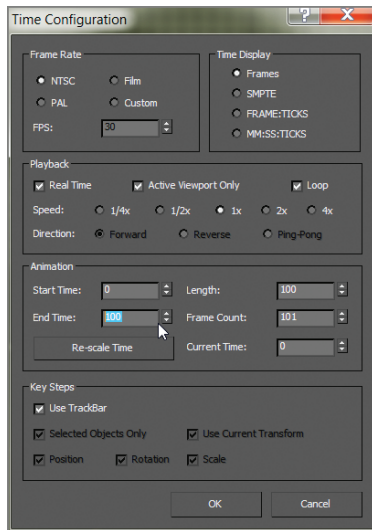 Time Configuration
Frame Rate
NTSC Film
PAL Custom
FPS: 30
Time Display
Frames
SMPTE
FRAME:TICKS
MM:SS:TICKS
Playback
Real Time Active Viewport Only Loop
Speed: 1/4x 1/2x 1x 2x 4x
Direction: Forward Reverse Ping-Pong
Animation
Start Time: 0 Length: 100
End Time: 100 Frame Count: 101
Re-scale Time Current Time: 0
Key Steps
Use TrackBar
Selected Objects Only Use Current Transform
Position Rotation Scale
OK Cancel